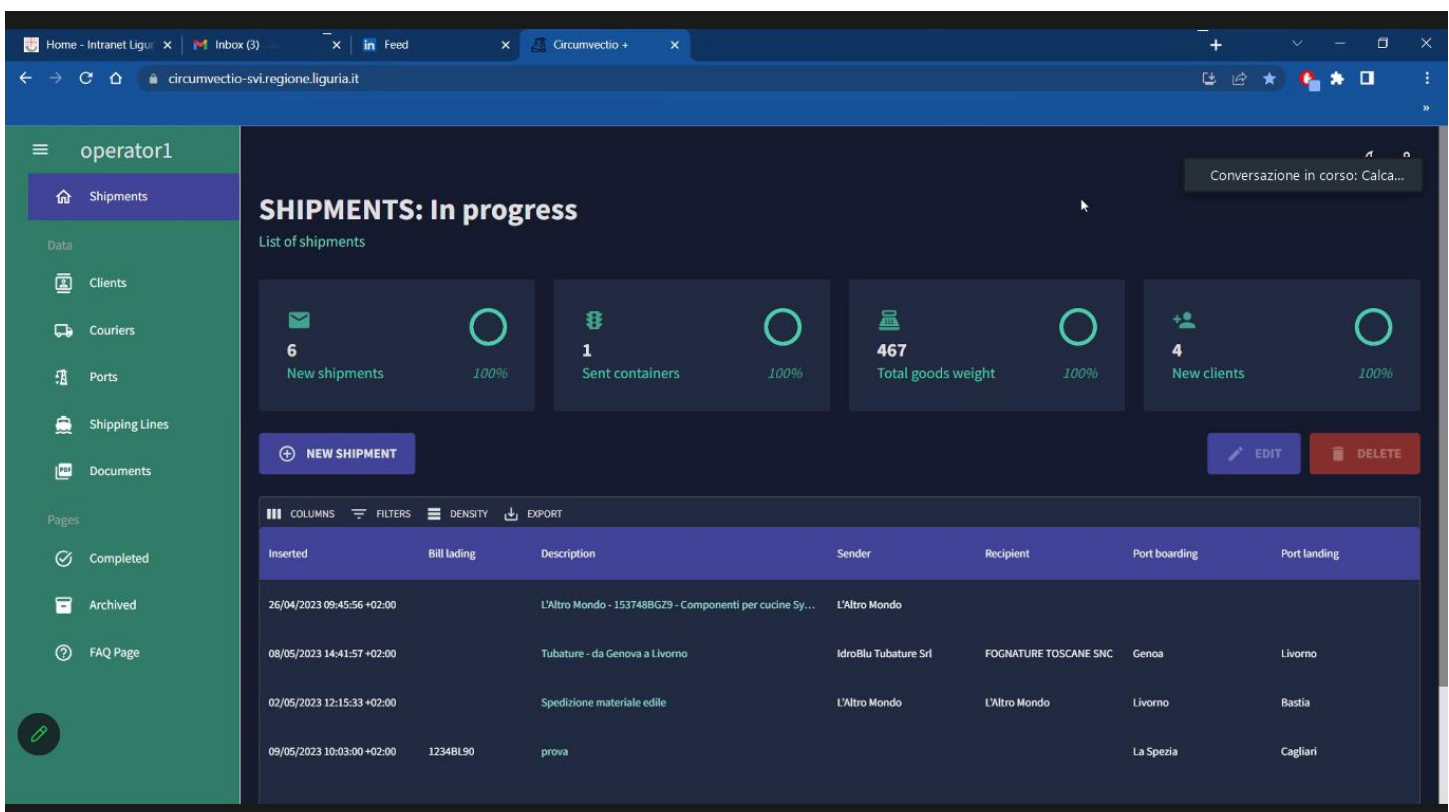 Home - Intranet Ligur
Inbox (3)
in Feed
Circumvectio +
circumvectio-svi.regione.liguria.it
operator1
Conversazione in corso: Calca...
Shipments
SHIPMENTS: In progress
List of shipments
Data
Clients
Couriers
Ports
Shipping Lines
PDF Documents
6
New shipments
100%
1
Sent containers
100%
467
Total goods weight
100%
4
New clients
100%
NEW SHIPMENT
EDIT
DELETE
Pages
Completed
Archived
FAQ Page
COLUMNS FILTERS DENSITY EXPORT
Inserted Bill lading Description Sender Recipient Port boarding Port landing
26/04/2023 09:45:56 +02:00 L'Altro Mondo - 153748BGZ9 - Componenti per cucine Sy... L'Altro Mondo
08/05/2023 14:41:57 +02:00 Tubature - da Genova a Livorno IdroBlu Tubature Srl FOGNATURE TOSCANE SNC Genoa Livorno
02/05/2023 12:15:33 +02:00 Spedizione materiale edile L'Altro Mondo L'Altro Mondo Livorno Bastia
09/05/2023 10:03:00 +02:00 1234BL90 prova La Spezia Cagliari